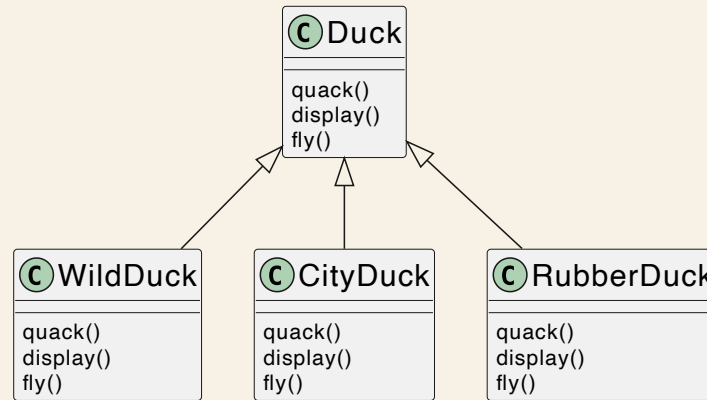 C Duck
quack()
display()
fly()
C WildDuck
quack()
display()
fly()
C CityDuck
quack()
display()
fly()
C RubberDuck
quack()
display()
fly()